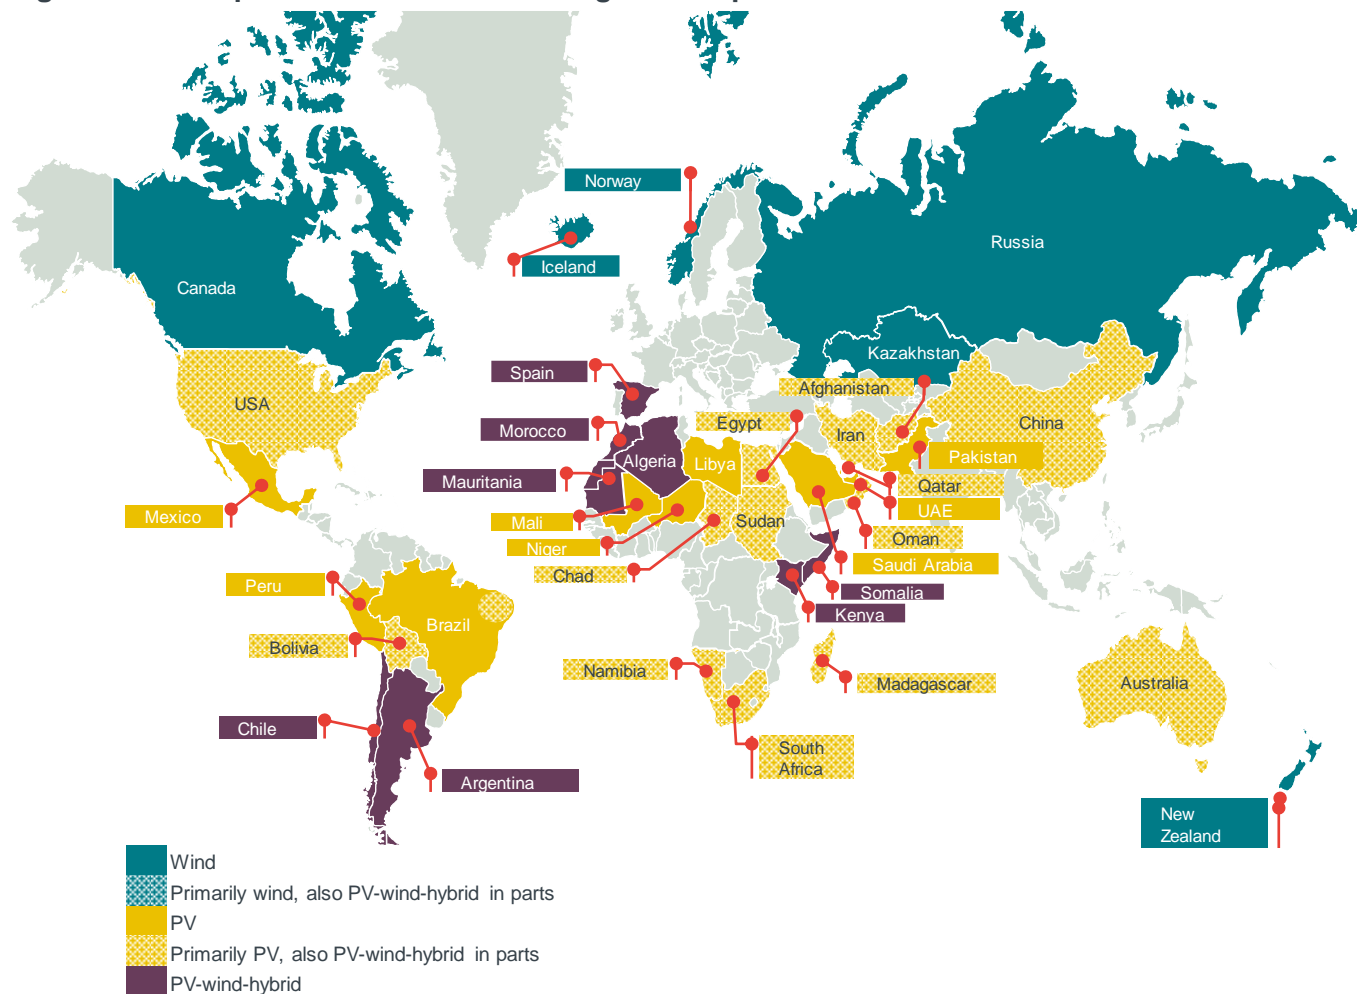 Norway
Iceland
Russia
Canada
Kazakhstan
Spain
Afghanistan
USA
Egypt
China
Morocco
Iran
Algeria
Libya
Pakistan
Mauritania
Qatar
Mexico
Mali
Sudan
UAE
Niger
Oman
Chad
Saudi Arabia
Peru
Somalia
Kenya
Brazil
Bolivia
Namibia
Madagascar
Australia
Chile
South
Africa
Argentina
New
Zealand
Wind
Primarily wind, also PV-wind-hybrid in parts
PV
Primarily PV, also PV-wind-hybrid in parts
PV-wind-hybrid